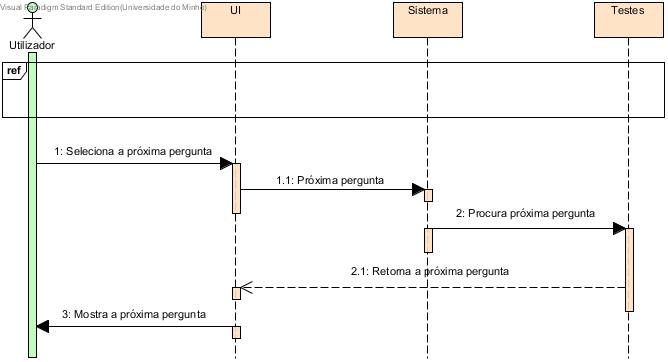 Visual Paradigm Standard Edition(Universidade do Minho)
UI
Sistema
Testes
Utilizador
ref
1: Seleciona a próxima pergunta
1.1: Próxima pergunta
2: Procura próxima pergunta
2.1: Retorna a próxima pergunta
3: Mostra a próxima pergunta